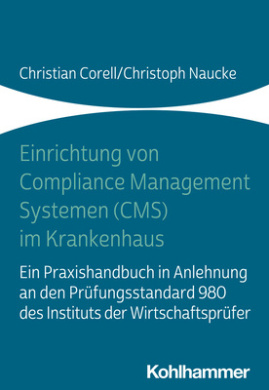 Christian Corell/Christoph Naucke
Einrichtung von
Compliance Management
Systemen (CMS)
im Krankenhaus
Ein Praxishandbuch in Anlehnung
an den Prüfungsstandard 980
des Instituts der Wirtschaftsprüfer
Kohlhammer